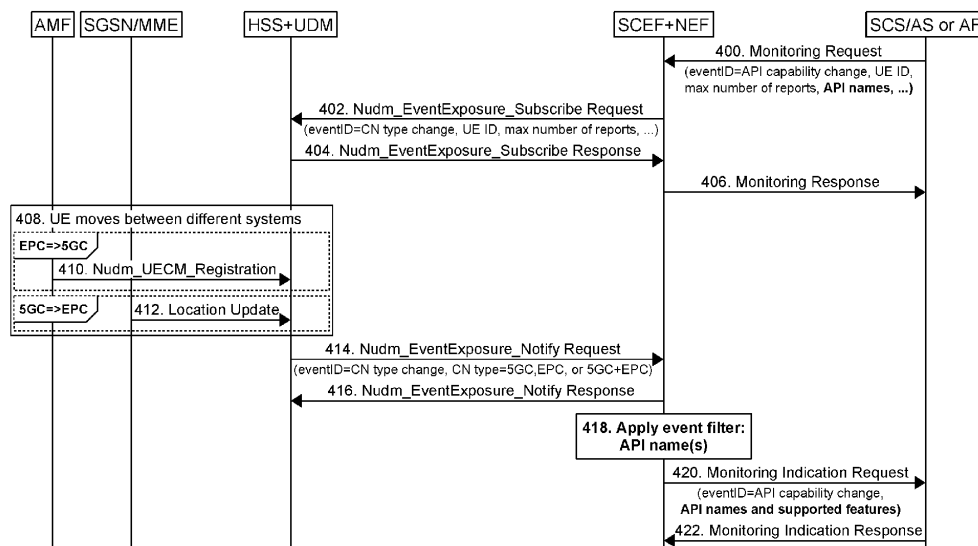 AMF
SGSN/MME
HSS+UDM
SCEF+NEF
SCS/AS or AF
400. Monitoring Request
(eventID=API capability change, UE ID,
max number of reports, API names, ...)
402. Nudm_EventExposure_Subscribe Request
(eventID=CN type change, UE ID, max number of reports, ...)
404. Nudm_EventExposure_Subscribe Response
406. Monitoring Response
408. UE moves between different systems
EPC=>5GC
410. Nudm_UECM_Registration
5GC=>EPC
412. Location Update
414. Nudm_EventExposure_Notify Request
(eventID=CN type change, CN type=5GC,EPC, or 5GC+EPC)
416. Nudm_EventExposure_Notify Response
418. Apply event filter:
API name(s)
420. Monitoring Indication Request
(eventID=API capability change,
API names and supported features)
422. Monitoring Indication Response